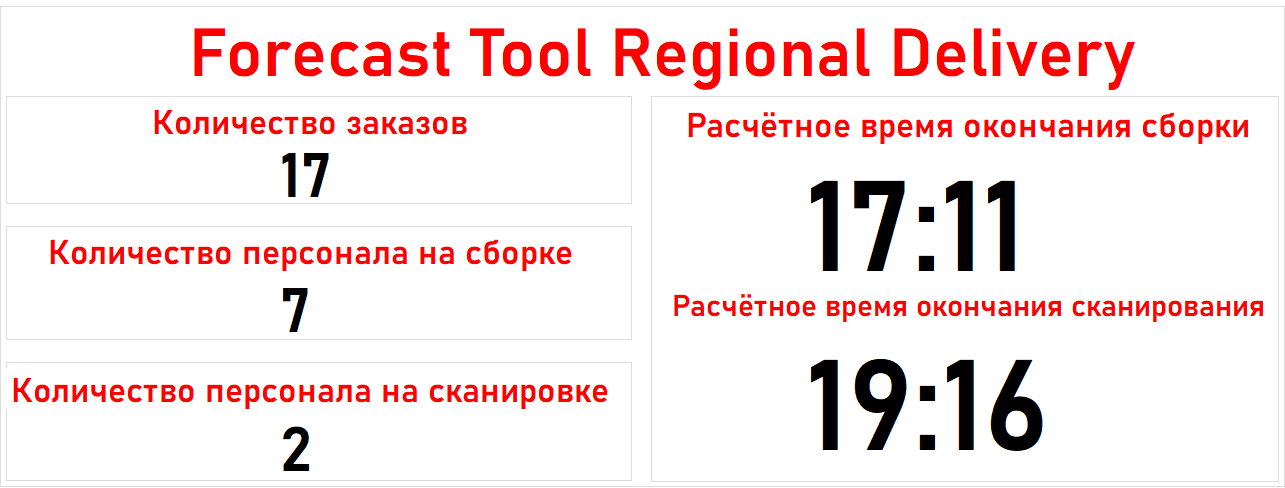 Forecast Tool Regional Delivery
Количество заказов
17
Количество персонала на сборке
7
Количество персонала на сканировке
2
Расчётное время окончания сборки
17:11
Расчётное время окончания сканирования
19:16